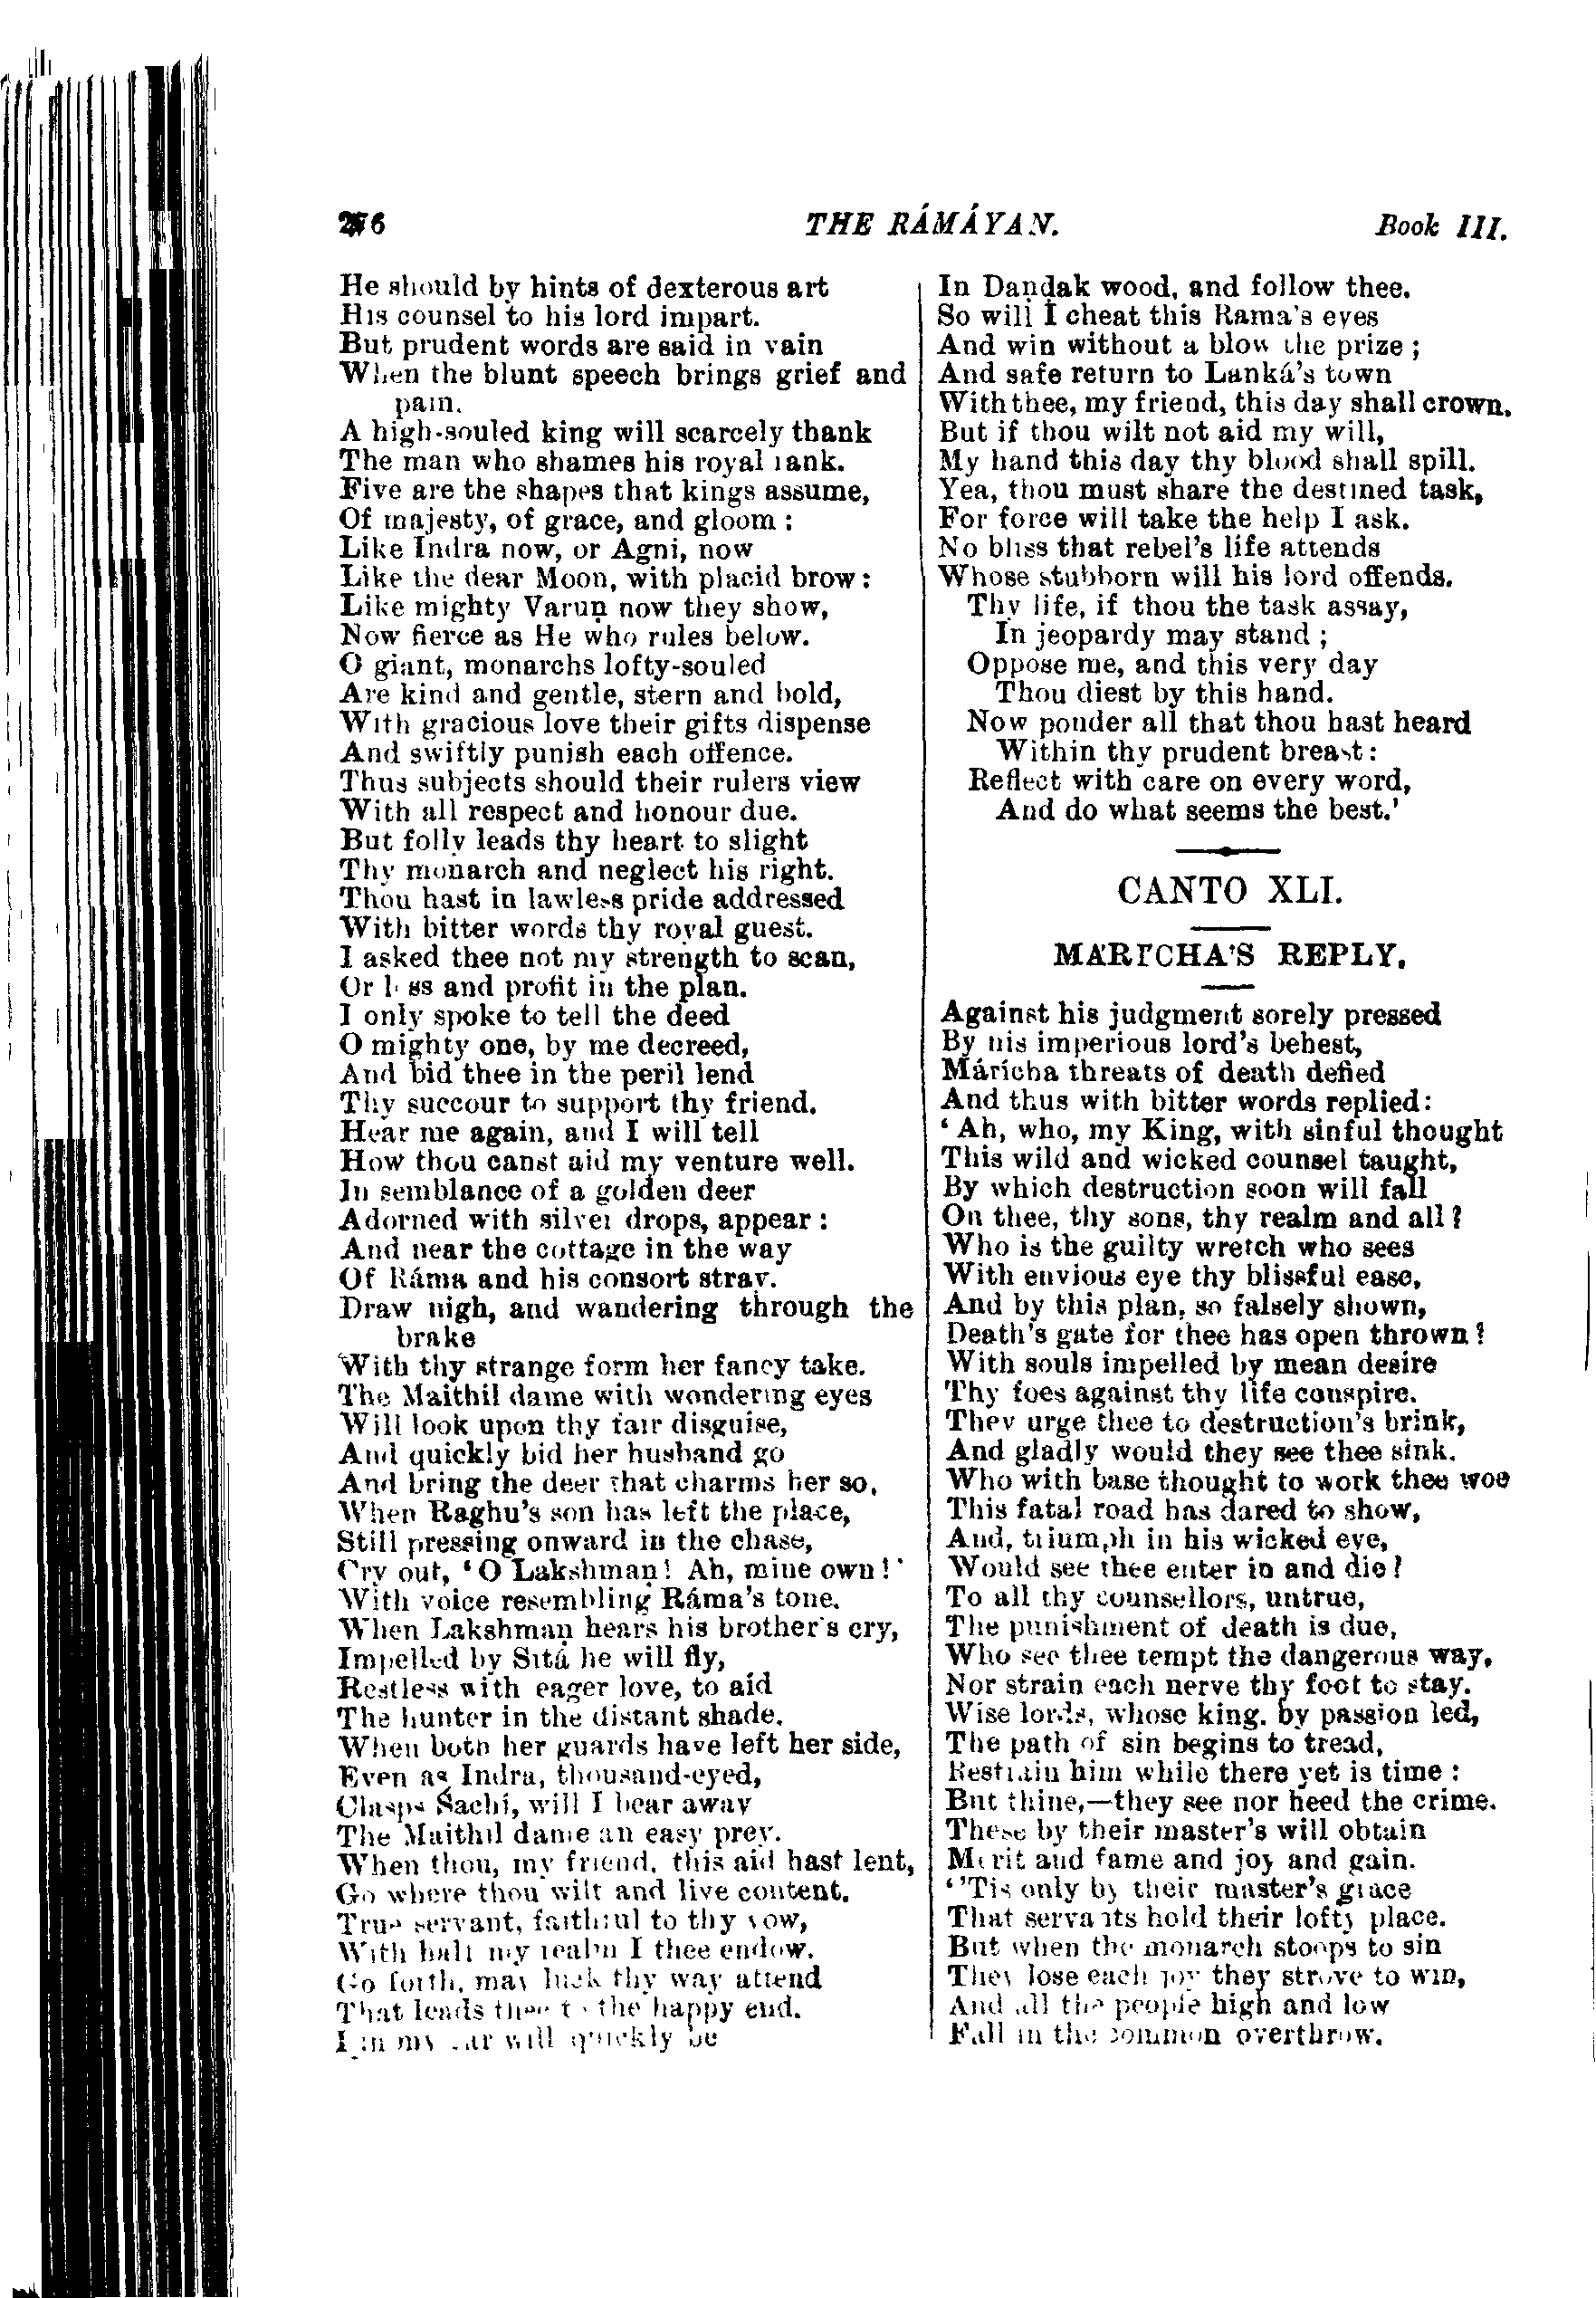 276 THE RÁMÁYAN. Book III.
He should by hints of dexterous art
His counsel to his lord impart.
But prudent words are said in vain
When the blunt speech brings grief and
pain.
A high-souled king will scarcely thank
The man who shames his royal rank.
Five are the shapes that kings assume,
Of majesty, of grace, and gloom :
Like Indra now, or Agni, now
Like the dear Moon, with placid brow :
Like mighty Varuṇ now they show,
Now fierce as He who rules below.
O giant, monarchs lofty-souled
Are kind and gentle, stern and bold,
With gracious love their gifts dispense
And swiftly punish each offence.
Thus subjects should their rulers view
With all respect and honour due.
But folly leads thy heart to slight
Thy monarch and neglect his right.
Thou hast in lawless pride addressed
With bitter words thy royal guest.
I asked thee not my strength to scan,
Or loss and profit in the plan.
I only spoke to tell the deed
O mighty one, by me decreed,
And bid thee in the peril lend
Thy succour to support thy friend.
Hear me again, and I will tell
How thou canst aid my venture well.
In semblance of a golden deer
Adorned with silver drops, appear :
And near the cottage in the way
Of Ráma and his consort stray.
Draw nigh, and wandering through the
brake
With thy strange form her fancy take.
The Maithil dame with wondering eyes
Will look upon thy fair disguise,
And quickly bid her husband go
And bring the deer that charms her so,
When Raghu's son has left the place,
Still pressing onward in the chase,
Cry out, ‘O Lakshmaṇ! Ah, mine own!’
With voice resembling Ráma's tone.
When Lakshmaṇ hears his brother's cry,
Impelled by Sítá he will fly,
Restless with eager love, to aid
The hunter in the distant shade.
When both her guards have left her side,
Even as Indra, thousand-eyed,
Clasps Śachí, will I bear away
The Maithil dame an easy prey.
When thou, my friend, this aid hast lent,
Go where thou wilt and live content.
True servant, faithful to thy vow,
With half my realm I thee endow.
Go forth, may luck thy way attend
That leads thee to the happy end.
I in my car will quickly be
In Daṇḍak wood, and follow thee.
So will I cheat this Rama's eyes
And win without a blow the prize ;
And safe return to Lanká's town
With thee, my friend, this day shall crown.
But if thou wilt not aid my will,
My hand this day thy blood shall spill.
Yea, thou must share the destined task,
For force will take the help I ask.
No bliss that rebel's life attends
Whose stubborn will his lord offends.
Thy life, if thou the task assay,
In jeopardy may stand ;
Oppose me, and this very day
Thou diest by this hand.
Now ponder all that thou hast heard
Within thy prudent breast :
Reflect with care on every word,
And do what seems the best.’
CANTO XLI.
MÁRÍCHA'S REPLY.
Against his judgment sorely pressed
By his imperious lord's behest,
Márícha threats of death defied
And thus with bitter words replied :
‘Ah, who, my King, with sinful thought
This wild and wicked counsel taught,
By which destruction soon will fall
On thee, thy sons, thy realm and all ?
Who is the guilty wretch who sees
With envious eye thy blissful ease,
And by this plan, so falsely shown,
Death's gate for thee has open thrown ?
With souls impelled by mean desire
Thy foes against thy life conspire.
They urge thee to destruction's brink,
And gladly would they see thee sink.
Who with base thought to work thee woe
This fatal road has dared to show,
And, triumph in his wicked eye,
Would see thee enter in and die ?
To all thy counsellors, untrue,
The punishment of death is due,
Who see thee tempt the dangerous way,
Nor strain each nerve thy foot to stay.
Wise lords, whose king, by passion led,
The path of sin begins to tread,
Restrain him while there yet is time :
But thine,—they see nor heed the crime.
These by their master's will obtain
Merit and fame and joy and gain.
‘'Tis only by their master's grace
That servants hold their lofty place.
But when the monarch stoops to sin
They lose each joy they strove to win,
And all the people high and low
Fall in the common overthrow.